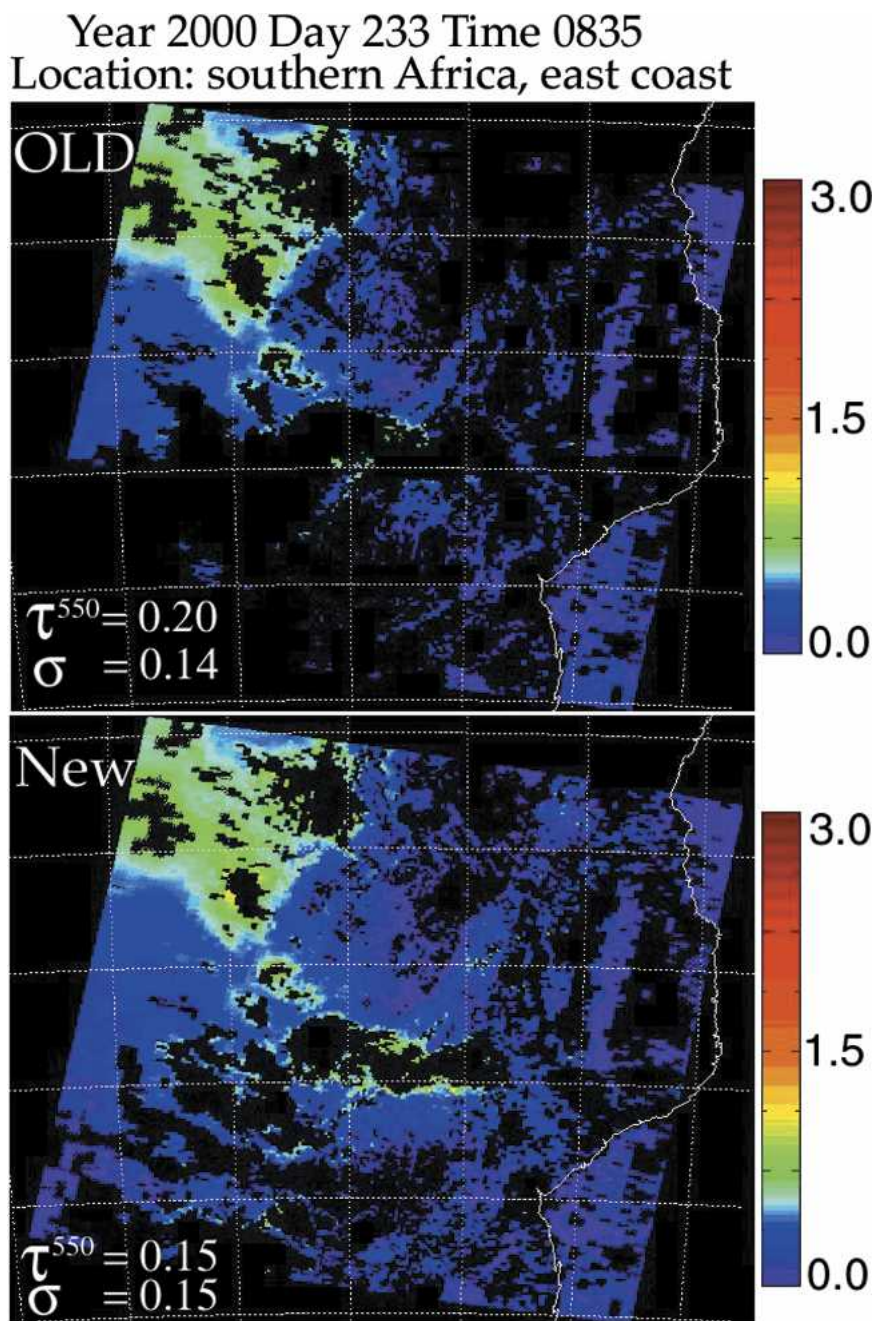 Year 2000 Day 233 Time 0835
Location: southern Africa, east coast
OLD
3.0
1.5
0.0
τ⁵⁵⁰ = 0.20
σ = 0.14
New
3.0
1.5
0.0
τ⁵⁵⁰ = 0.15
σ = 0.15